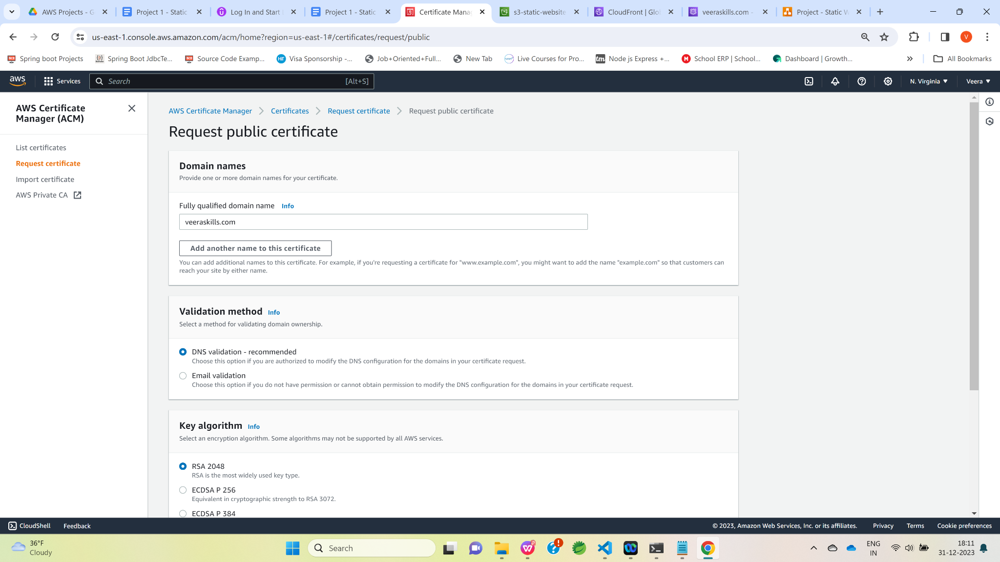 AWS Projects - G
Project 1 - Static
Log In and Start
Project 1 - Static
Certificate Manag
s3-static-website
CloudFront | Glob
veeraskills.com -
Project - Static W
us-east-1.console.aws.amazon.com/acm/home?region=us-east-1#/certificates/request/public
V
Spring boot Projects
Spring Boot JdbcTe...
Source Code Examp...
Visa Sponsorship -...
Job+Oriented+Full...
New Tab
Live Courses for Pro...
Node js Express +...
School ERP | School...
Dashboard | Growth...
All Bookmarks
aws
Services
Search
[Alt+S]
N. Virginia
Veera
AWS Certificate
Manager (ACM)
List certificates
Request certificate
Import certificate
AWS Private CA
AWS Certificate Manager
Certificates
Request certificate
Request public certificate
Request public certificate
Domain names
Provide one or more domain names for your certificate.
Fully qualified domain name Info
veeraskills.com
Add another name to this certificate
You can add additional names to this certificate. For example, if you're requesting a certificate for "www.example.com", you might want to add the name "example.com" so that customers can
reach your site by either name.
Validation method Info
Select a method for validating domain ownership.
DNS validation - recommended
Choose this option if you are authorized to modify the DNS configuration for the domains in your certificate request.
Email validation
Choose this option if you do not have permission or cannot obtain permission to modify the DNS configuration for the domains in your certificate request.
Key algorithm Info
Select an encryption algorithm. Some algorithms may not be supported by all AWS services.
RSA 2048
RSA is the most widely used key type.
ECDSA P 256
Equivalent in cryptographic strength to RSA 3072.
ECDSA P 384
CloudShell
Feedback
© 2023, Amazon Web Services, Inc. or its affiliates.
Privacy
Terms
Cookie preferences
36°F
Cloudy
Search
ENG
IN
18:11
31-12-2023